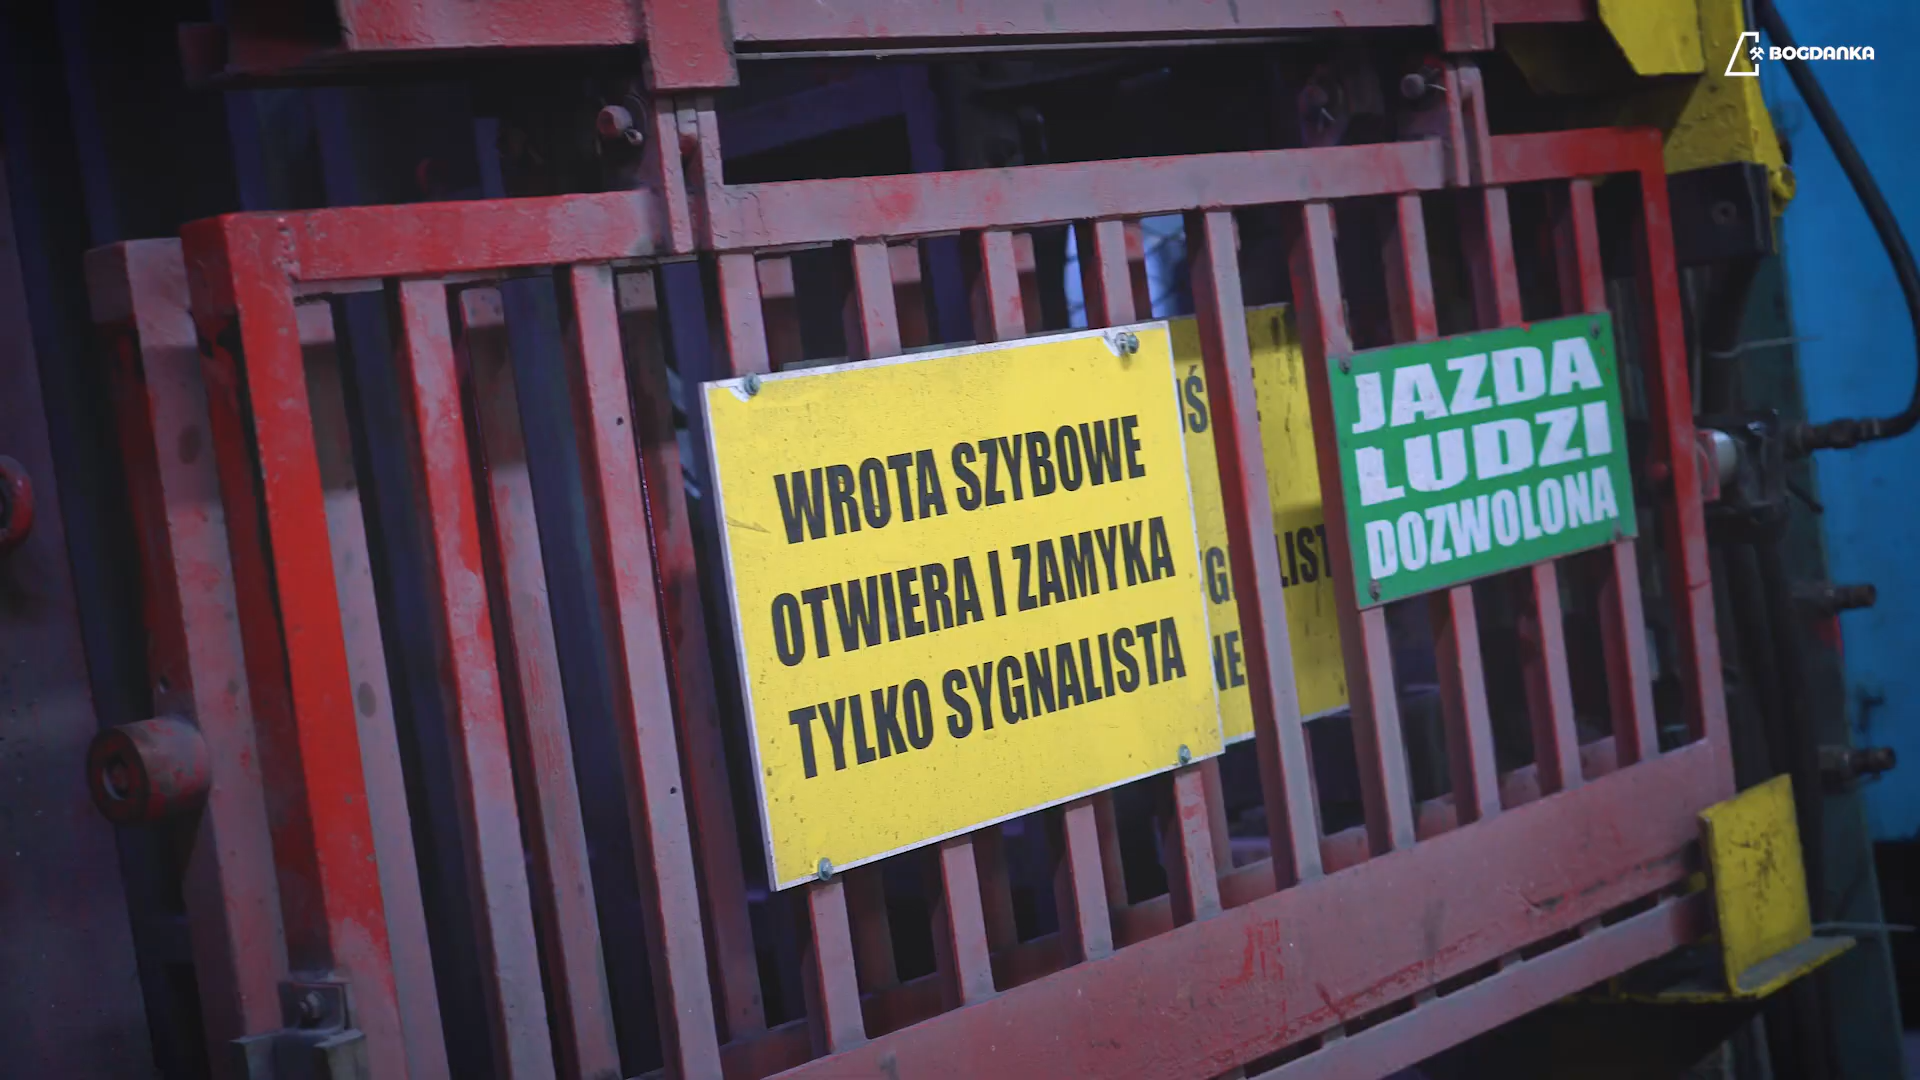 BOGDANKA
WROTA SZYBOWE
OTWIERA I ZAMYKA
TYLKO SYGNALISTA
JAZDA
LUDZI
DOZWOLONA